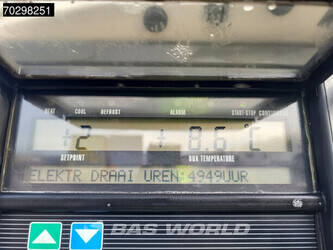 70298251
HEAT COOL DEFROST ALARM START-STOP CONTINUOUS
+2 + 8.6 °C
SETPOINT BOX TEMPERATURE
ELEKTR DRAAI UREN:4949UUR
BAS WORLD